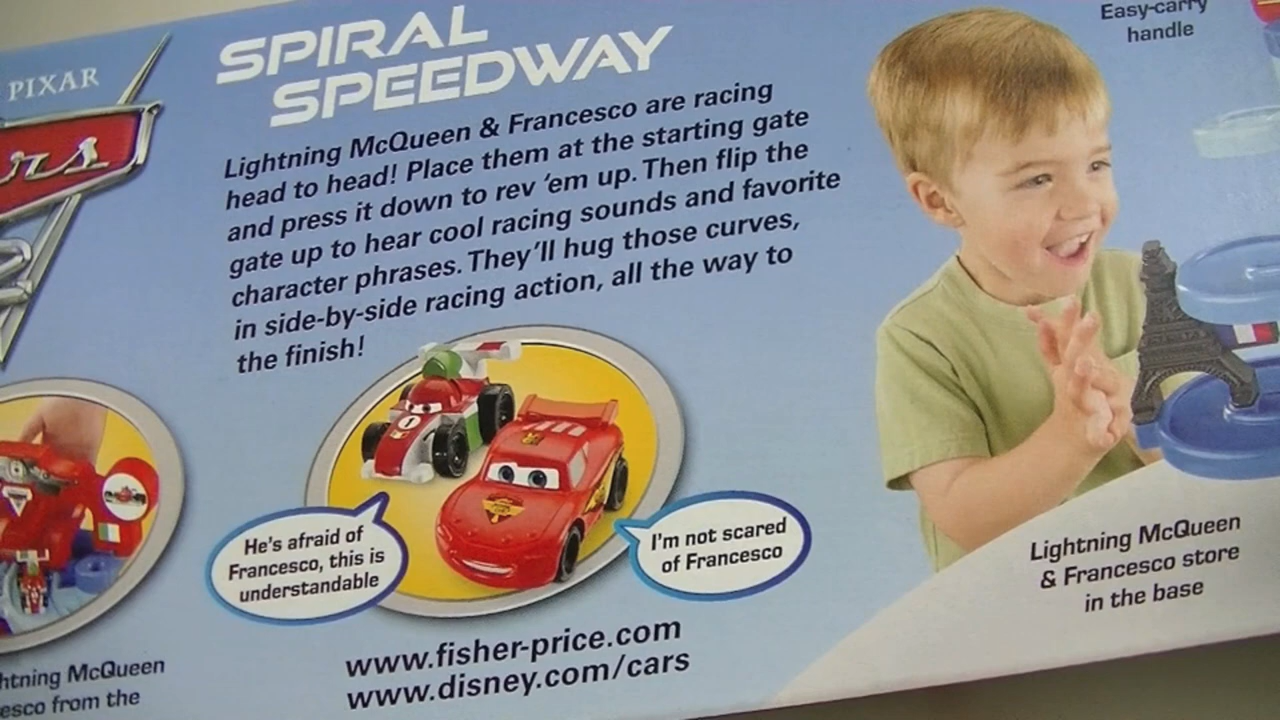 PIXAR
SPIRAL
SPEEDWAY
Lightning McQueen & Francesco are racing
head to head! Place them at the starting gate
and press it down to rev 'em up. Then flip the
gate up to hear cool racing sounds and favorite
character phrases. They'll hug those curves,
in side-by-side racing action, all the way to
the finish!
He's afraid of
Francesco, this is
understandable
I'm not scared
of Francesco
www.fisher-price.com
www.disney.com/cars
Easy-carry
handle
Lightning McQueen
& Francesco store
in the base
htning McQueen
esco from the